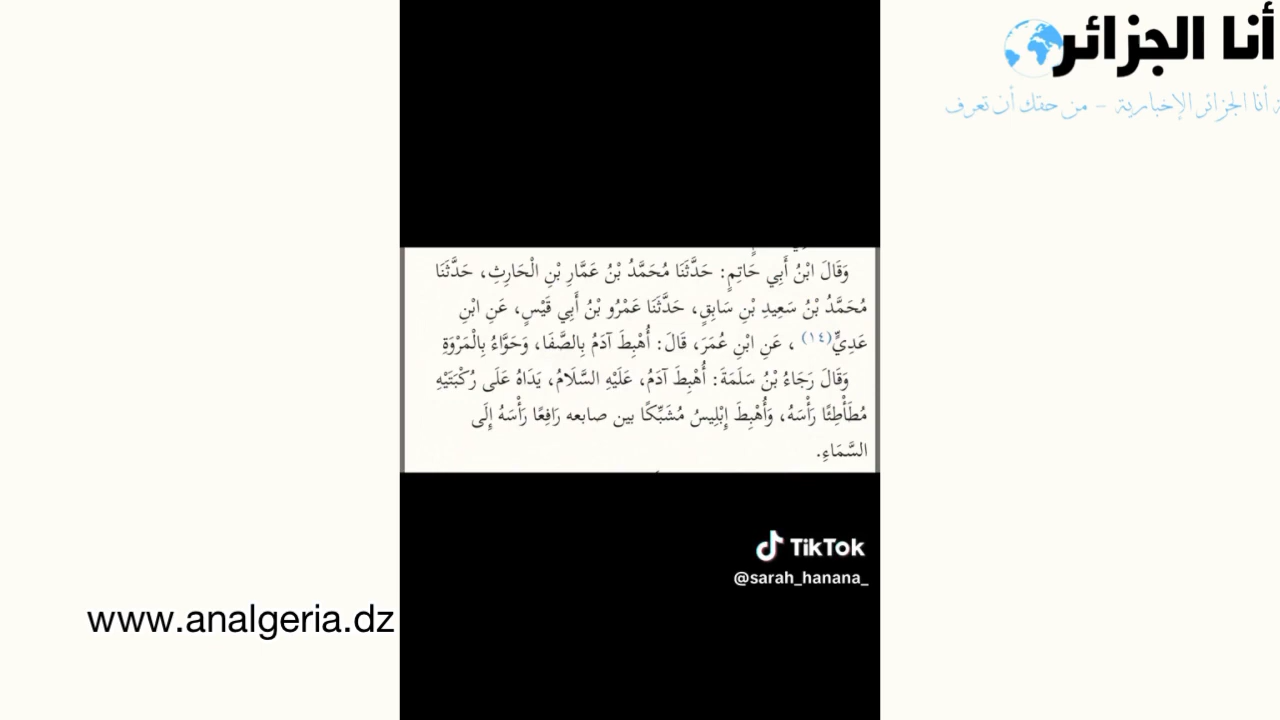 أنا الجزائر
أنا الجزائر الإخبارية - من حقك أن تعرف
وَقَالَ ابْنُ أَبِي حَاتِمٍ: حَدَّثَنَا مُحَمَّدُ بْنُ عَمَّارِ بْنِ الْحَارِثِ، حَدَّثَنَا
مُحَمَّدُ بْنُ سَعِيدِ بْنِ سَابِقٍ، حَدَّثَنَا عَمْرُو بْنُ أَبِي قَيْسٍ، عَنِ ابْنِ
عَدِيٍّ(١٤) ، عَنِ ابْنِ عُمَرَ، قَالَ: أُهْبِطَ آدَمُ بِالصَّفَا، وَحَوَّاءُ بِالْمَرْوَةِ
وَقَالَ رَجَاءُ بْنُ سَلَمَةَ: أُهْبِطَ آدَمُ، عَلَيْهِ السَّلَامُ، يَدَاهُ عَلَى رُكْبَتَيْهِ
مُطَأْطِئًا رَأْسَهُ، وَأُهْبِطَ إِبْلِيسُ مُشَبِّكًا بين صابعه رَافِعًا رَأْسَهُ إِلَى
السَّمَاءِ.
TikTok
@sarah_hanana_
www.analgeria.dz